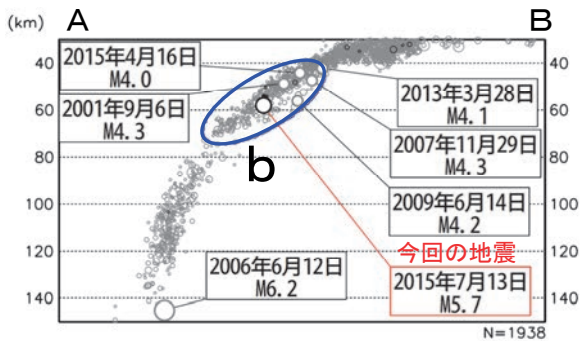 (km) A B
40
60
80
100
120
140
2015年4月16日
M4.0
2001年9月6日
M4.3
2013年3月28日
M4.1
2007年11月29日
M4.3
b
2009年6月14日
M4.2
今回の地震
2015年7月13日
M5.7
2006年6月12日
M6.2
40
60
80
100
120
140
N=1938